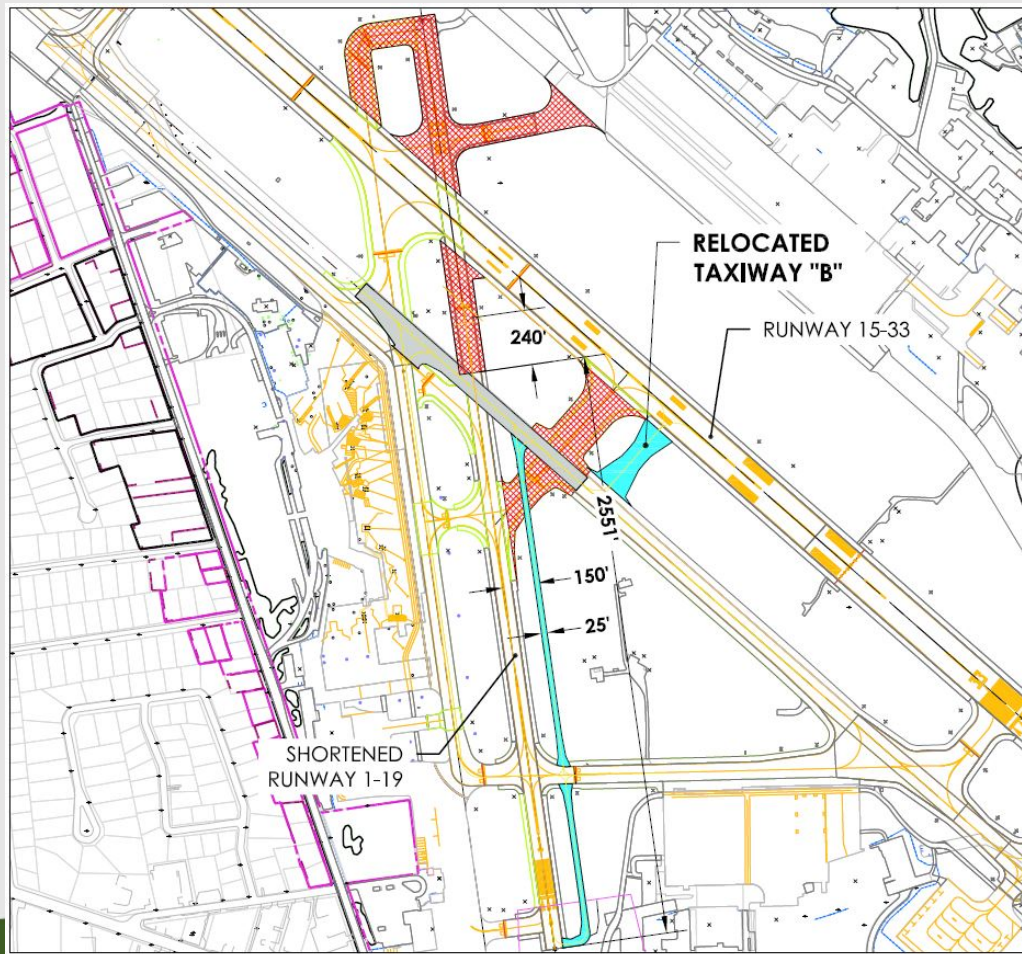 RELOCATED
TAXIWAY "B"
RUNWAY 15-33
240'
2551'
150'
25'
SHORTENED
RUNWAY 1-19